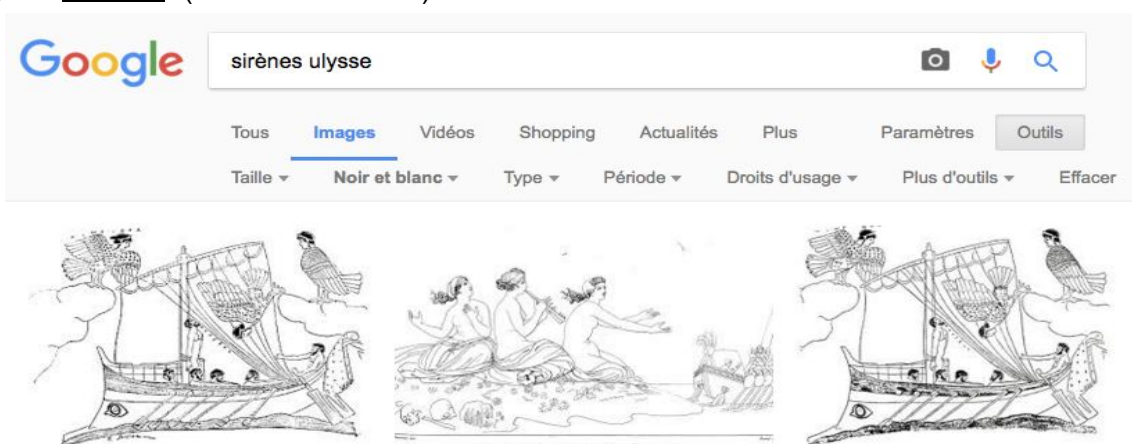 Google sirènes ulysse
Tous Images Vidéos Shopping Actualités Plus Paramètres Outils
Taille Noir et blanc Type Période Droits d'usage Plus d'outils Effacer